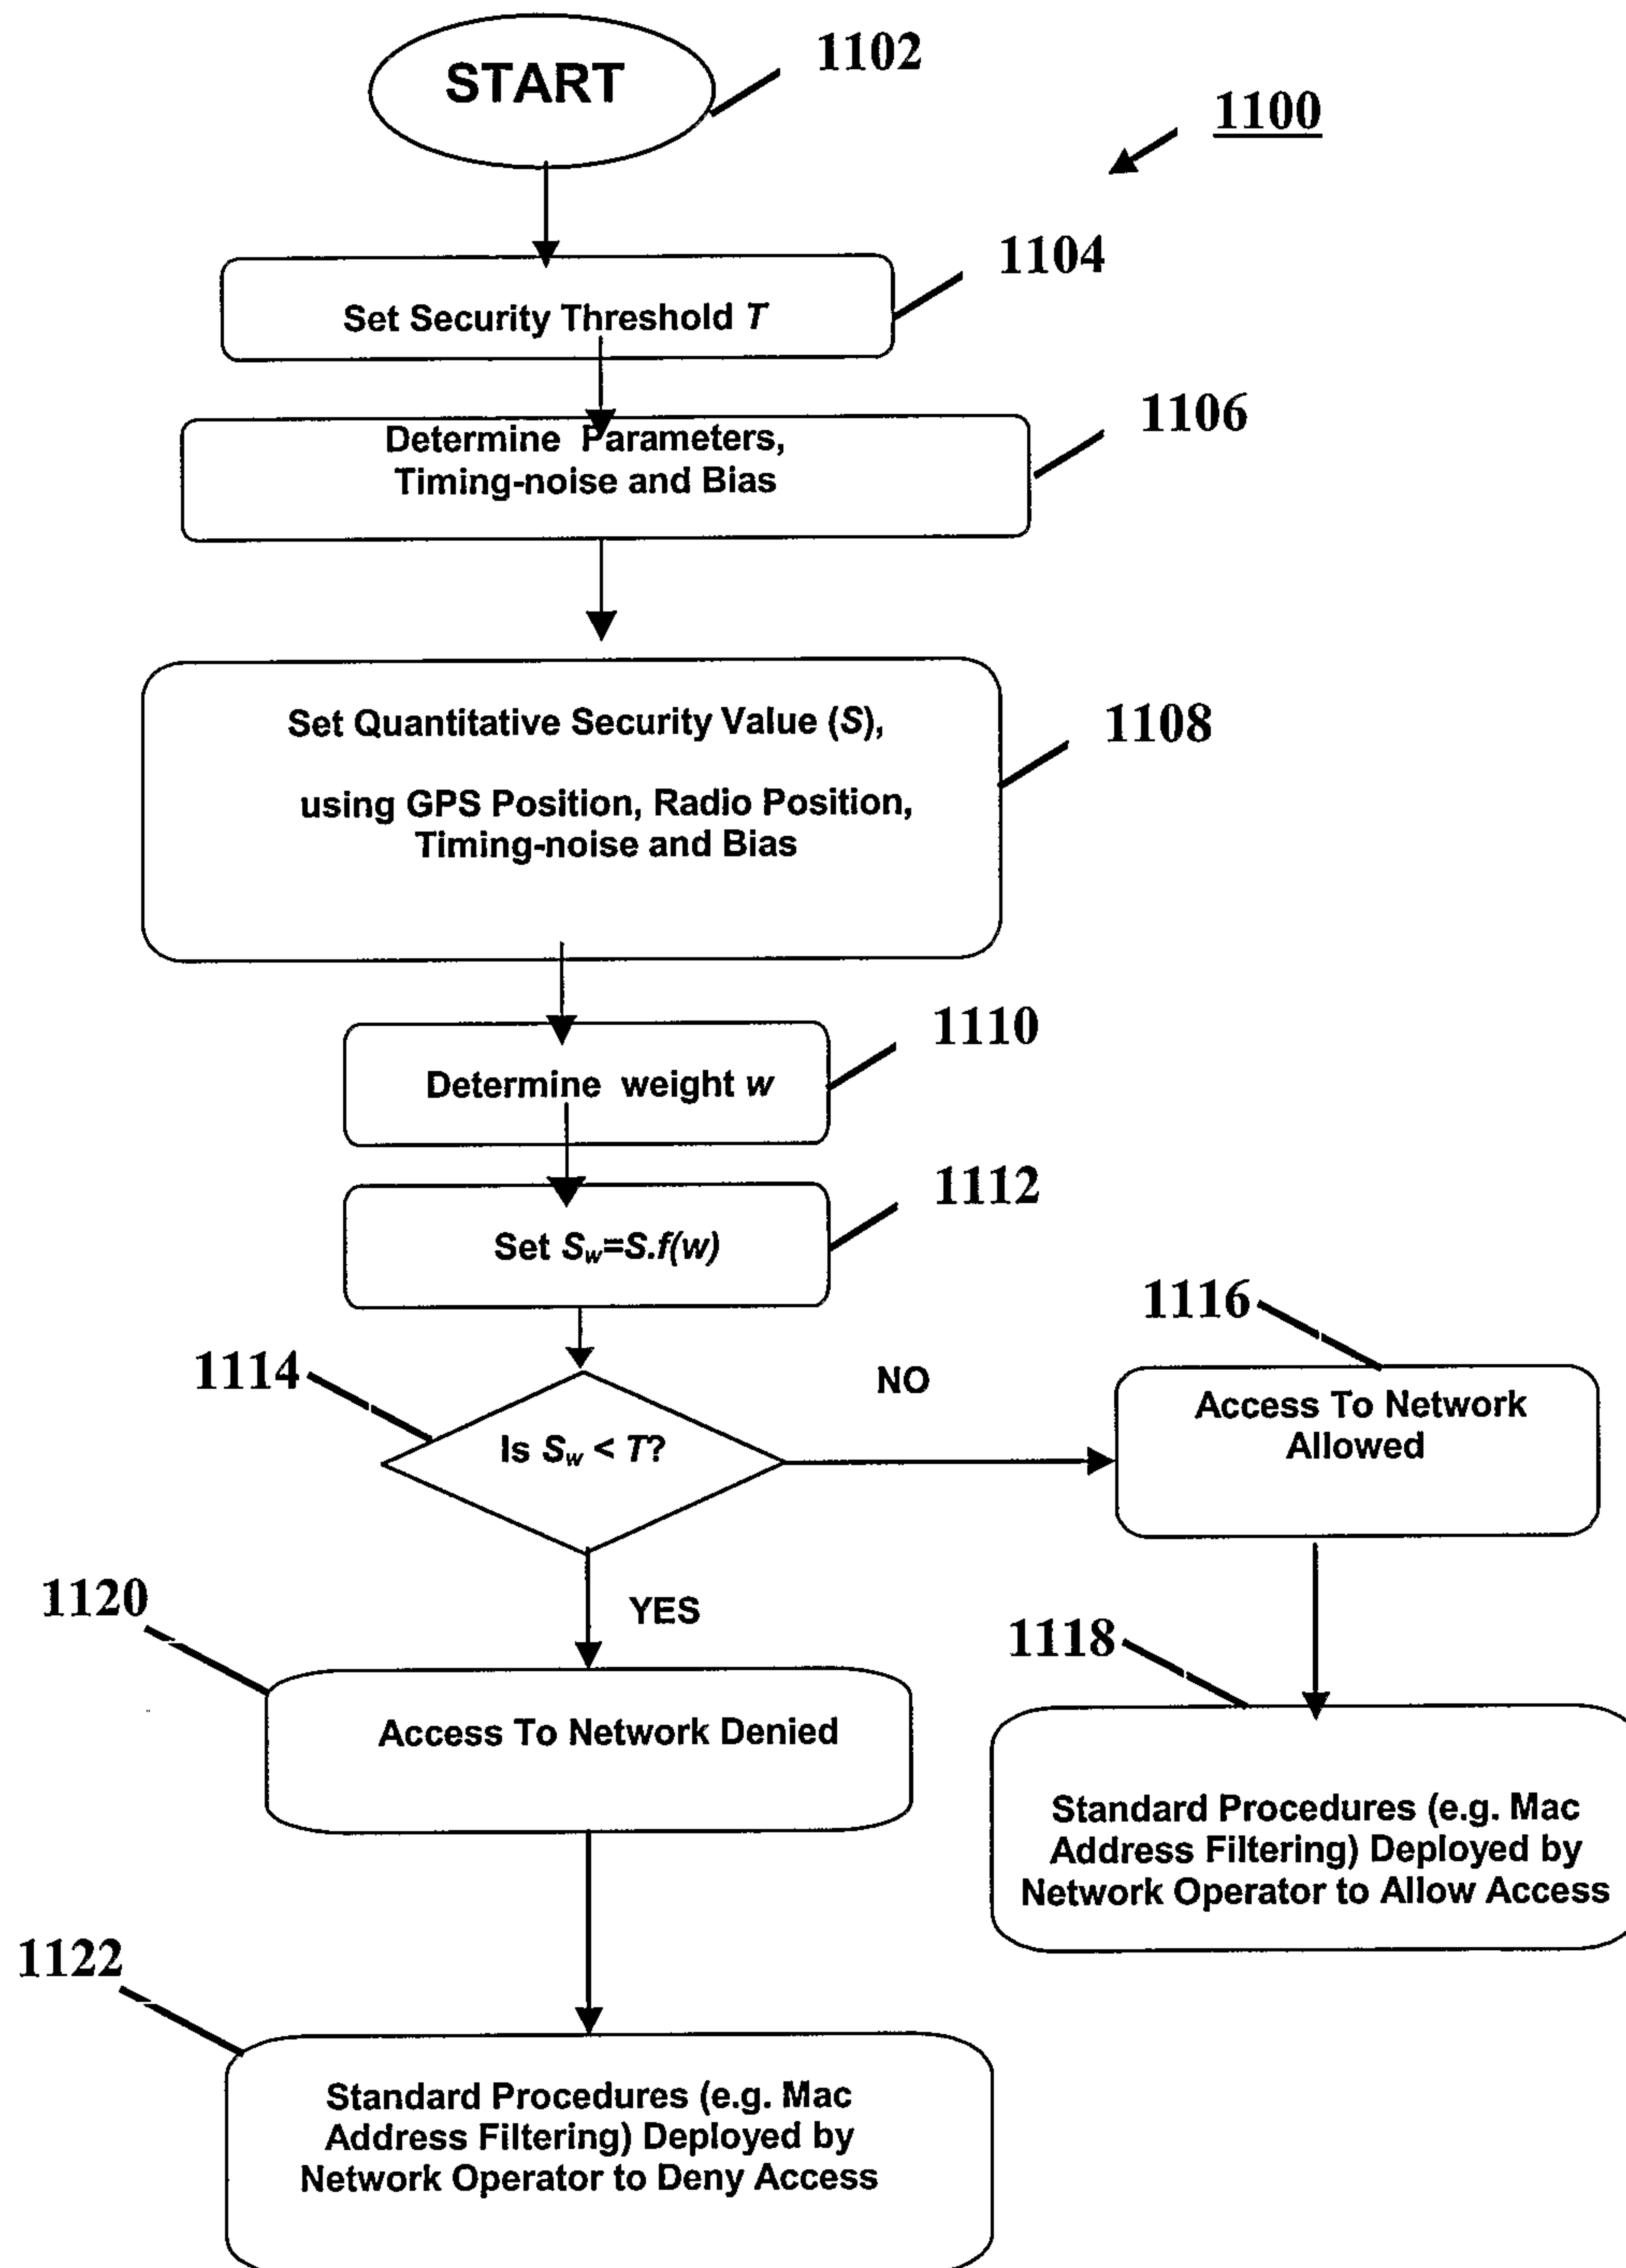 START
1102
1100
1104
Set Security Threshold T
1106
Determine Parameters,
Timing-noise and Bias
1108
Set Quantitative Security Value (S),
using GPS Position, Radio Position,
Timing-noise and Bias
1110
Determine weight w
1112
Set Sw=S.f(w)
1114
Is Sw < T?
NO
1116
Access To Network
Allowed
YES
1118
Standard Procedures (e.g. Mac
Address Filtering) Deployed by
Network Operator to Allow Access
1120
Access To Network Denied
1122
Standard Procedures (e.g. Mac
Address Filtering) Deployed by
Network Operator to Deny Access